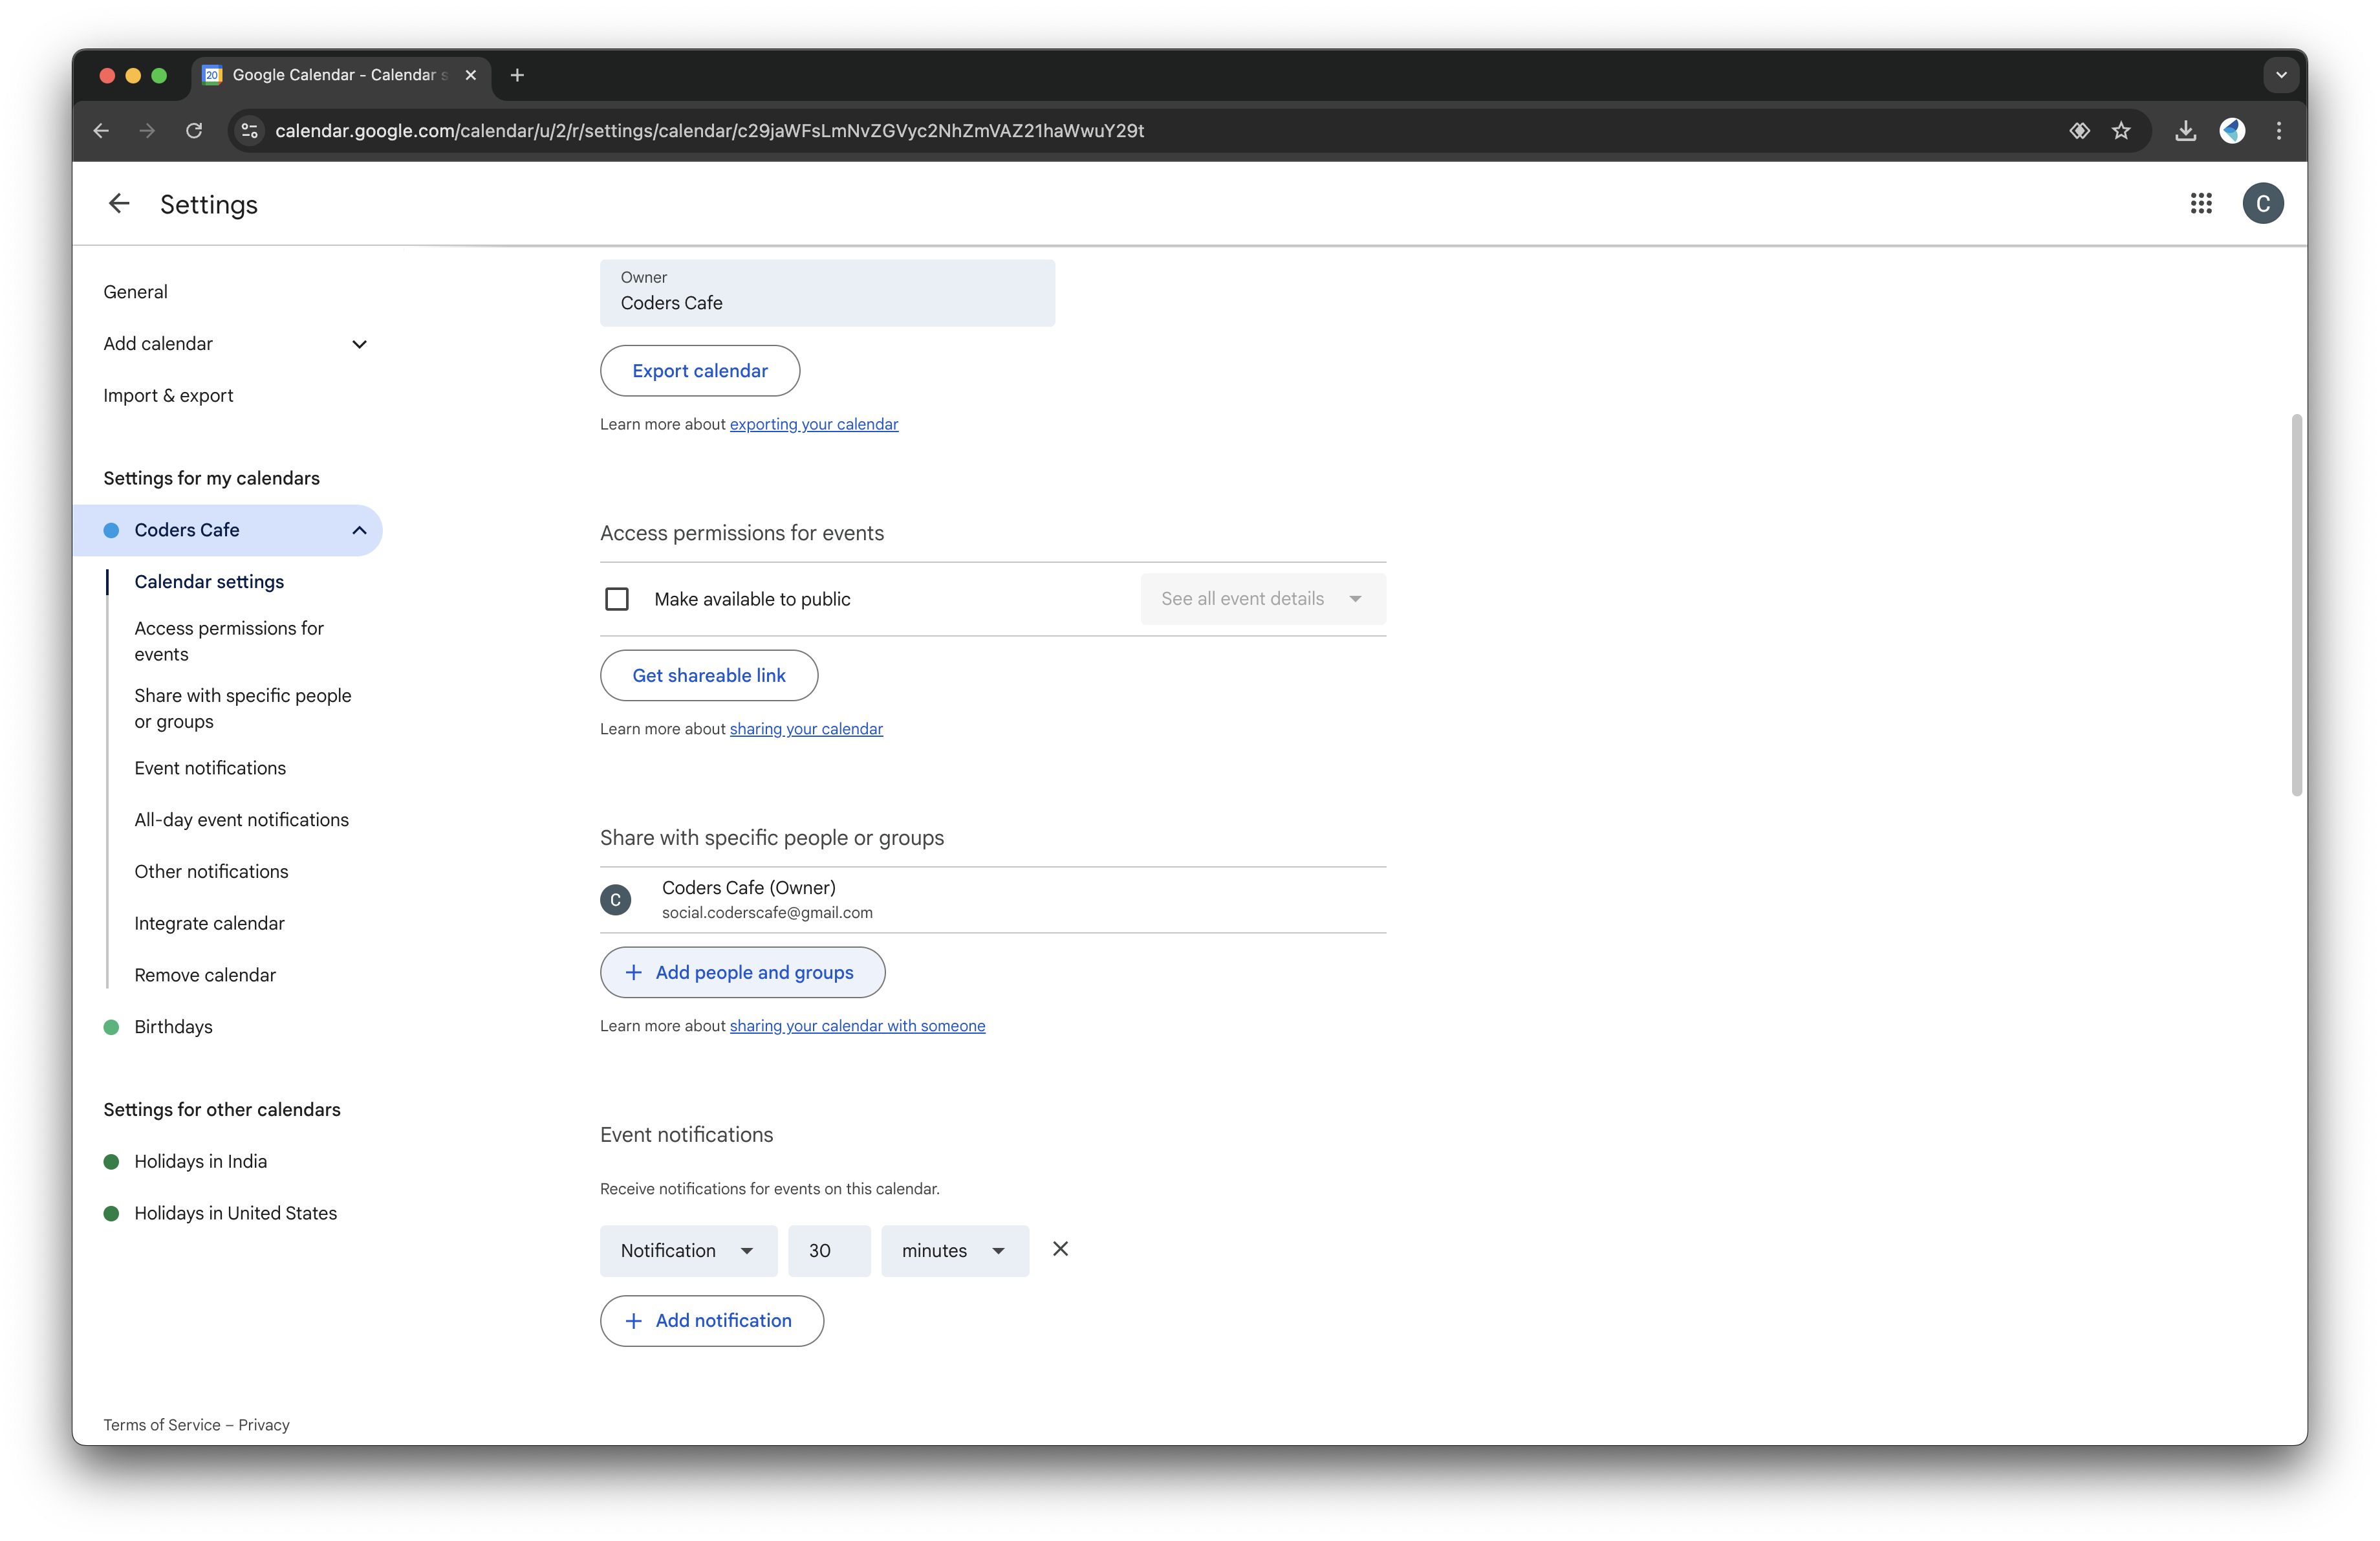 20 Google Calendar - Calendar s
calendar.google.com/calendar/u/2/r/settings/calendar/c29jaWFsLmNvZGVyc2NhZmVAZ21haWwuY29t
Settings
C
General
Add calendar
Import & export
Settings for my calendars
Coders Cafe
Calendar settings
Access permissions for
events
Share with specific people
or groups
Event notifications
All-day event notifications
Other notifications
Integrate calendar
Remove calendar
Birthdays
Settings for other calendars
Holidays in India
Holidays in United States
Terms of Service – Privacy
Owner
Coders Cafe
Export calendar
Learn more about exporting your calendar
Access permissions for events
Make available to public
See all event details
Get shareable link
Learn more about sharing your calendar
Share with specific people or groups
C
Coders Cafe (Owner)
social.coderscafe@gmail.com
Add people and groups
Learn more about sharing your calendar with someone
Event notifications
Receive notifications for events on this calendar.
Notification 30 minutes
Add notification